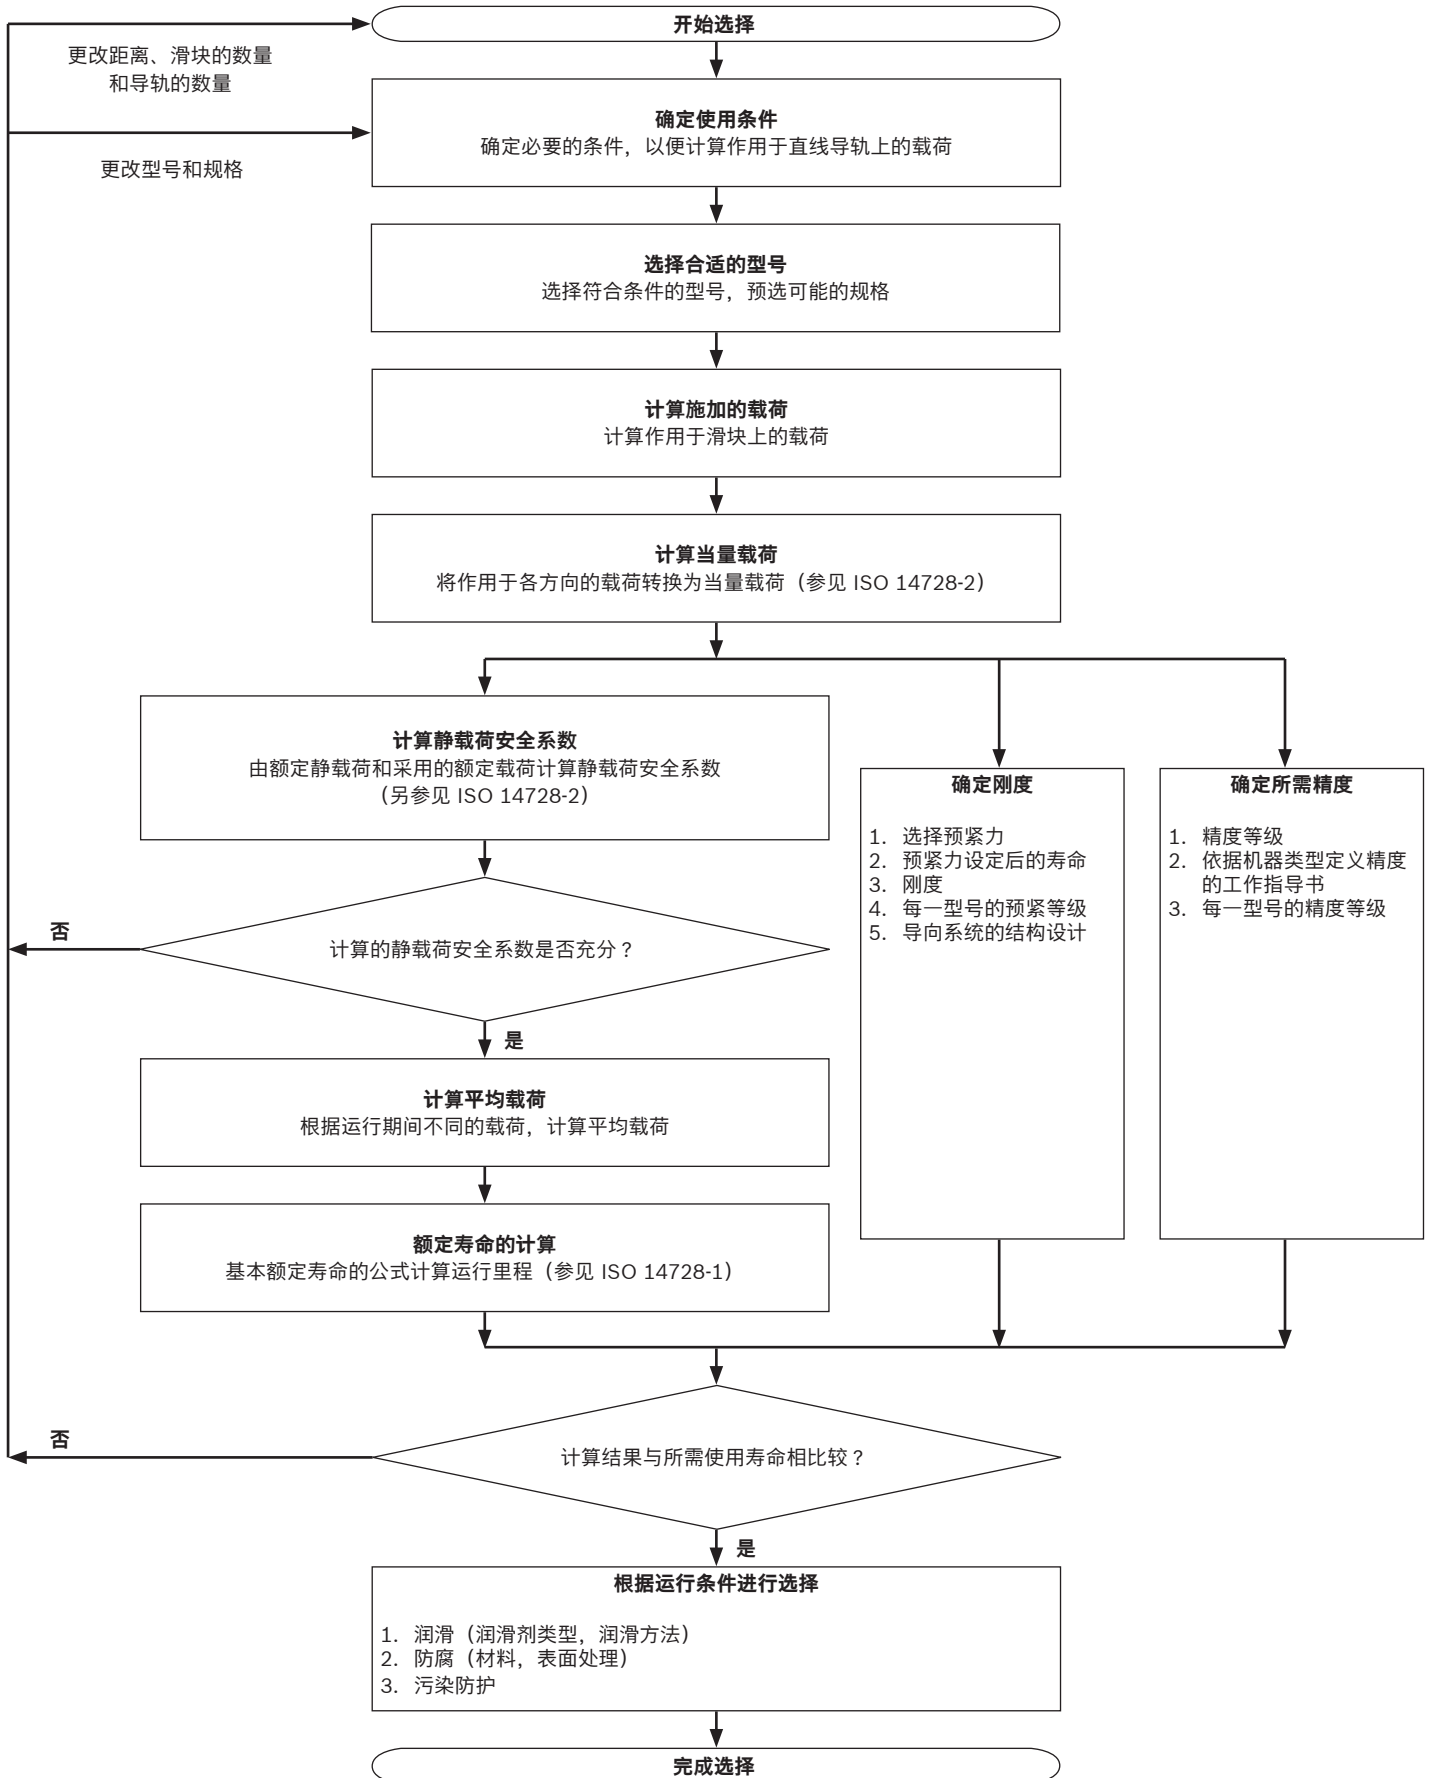 开始选择
更改距离、滑块的数量
和导轨的数量
确定使用条件
确定必要的条件，以便计算作用于直线导轨上的载荷
更改型号和规格
选择合适的型号
选择符合条件的型号，预选可能的规格
计算施加的载荷
计算作用于滑块上的载荷
计算当量载荷
将作用于各方向的载荷转换为当量载荷（参见 ISO 14728-2）
计算静载荷安全系数
由额定静载荷和采用的额定载荷计算静载荷安全系数
（另参见 ISO 14728-2）
确定刚度
1. 选择预紧力
2. 预紧力设定后的寿命
3. 刚度
4. 每一型号的预紧等级
5. 导向系统的结构设计
确定所需精度
1. 精度等级
2. 依据机器类型定义精度
的工作指导书
3. 每一型号的精度等级
否
计算的静载荷安全系数是否充分？
是
计算平均载荷
根据运行期间不同的载荷，计算平均载荷
额定寿命的计算
基本额定寿命的公式计算运行里程（参见 ISO 14728-1）
否
计算结果与所需使用寿命相比较？
是
根据运行条件进行选择
1. 润滑（润滑剂类型，润滑方法）
2. 防腐（材料，表面处理）
3. 污染防护
完成选择